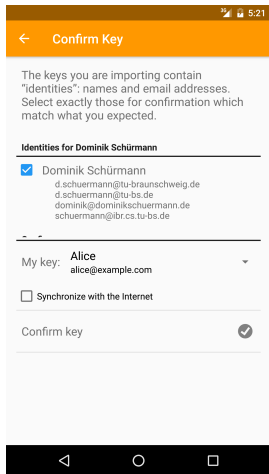 3G 5:21
Confirm Key
The keys you are importing contain
“identities”: names and email addresses.
Select exactly those for confirmation which
match what you expected.
Identities for Dominik Schürmann
Dominik Schürmann
d.schuermann@tu-braunschweig.de
d.schuermann@tu-bs.de
dominik@dominikschuermann.de
schuermann@ibr.cs.tu-bs.de
My key: Alice
alice@example.com
Synchronize with the Internet
Confirm key